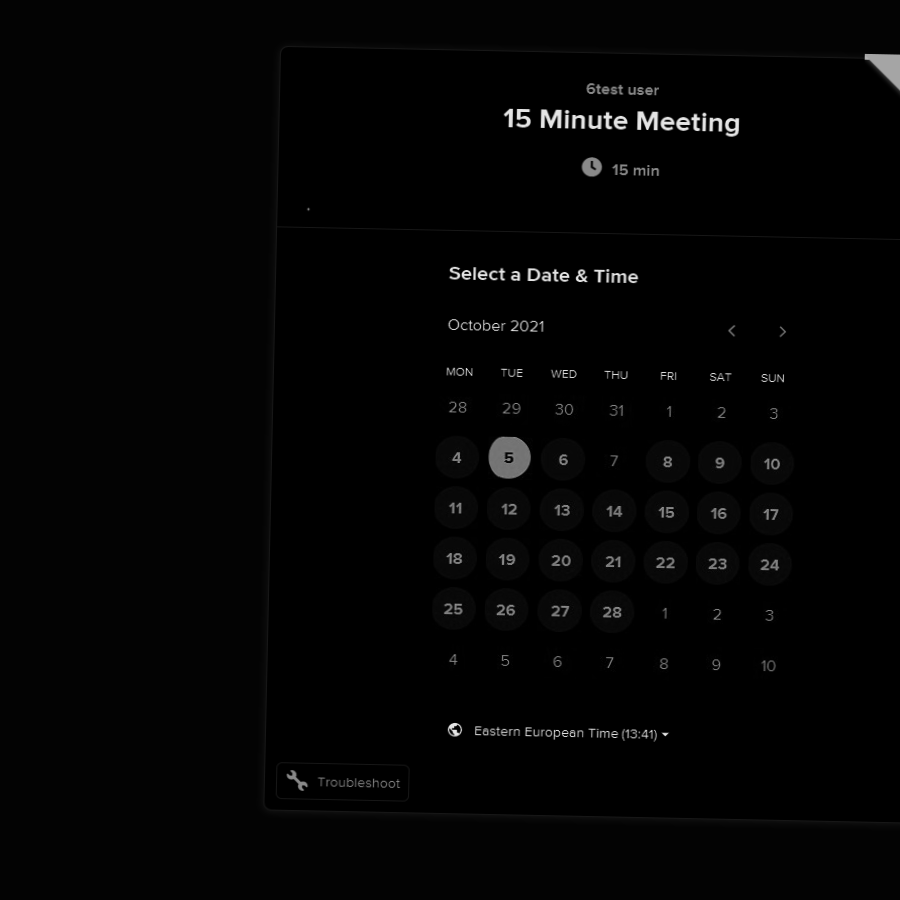 6test user
15 Minute Meeting
15 min
Select a Date & Time
October 2021
MON TUE WED THU FRI SAT SUN
28 29 30 31 1 2 3
4 5 6 7 8 9 10
11 12 13 14 15 16 17
18 19 20 21 22 23 24
25 26 27 28 1 2 3
4 5 6 7 8 9 10
Eastern European Time (13:41)
Troubleshoot